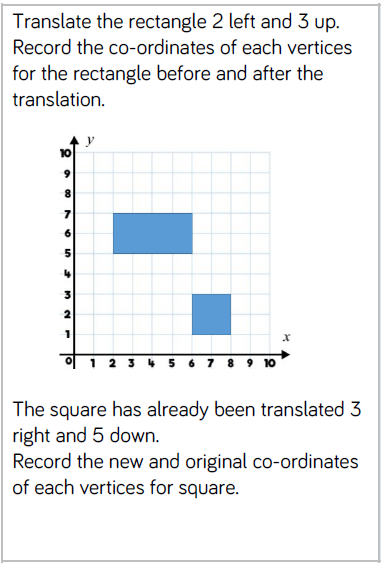 Translate the rectangle 2 left and 3 up.
Record the co-ordinates of each vertices
for the rectangle before and after the
translation.
y
10
9
8
7
6
5
4
3
2
1
x
0 1 2 3 4 5 6 7 8 9 10
The square has already been translated 3
right and 5 down.
Record the new and original co-ordinates
of each vertices for square.